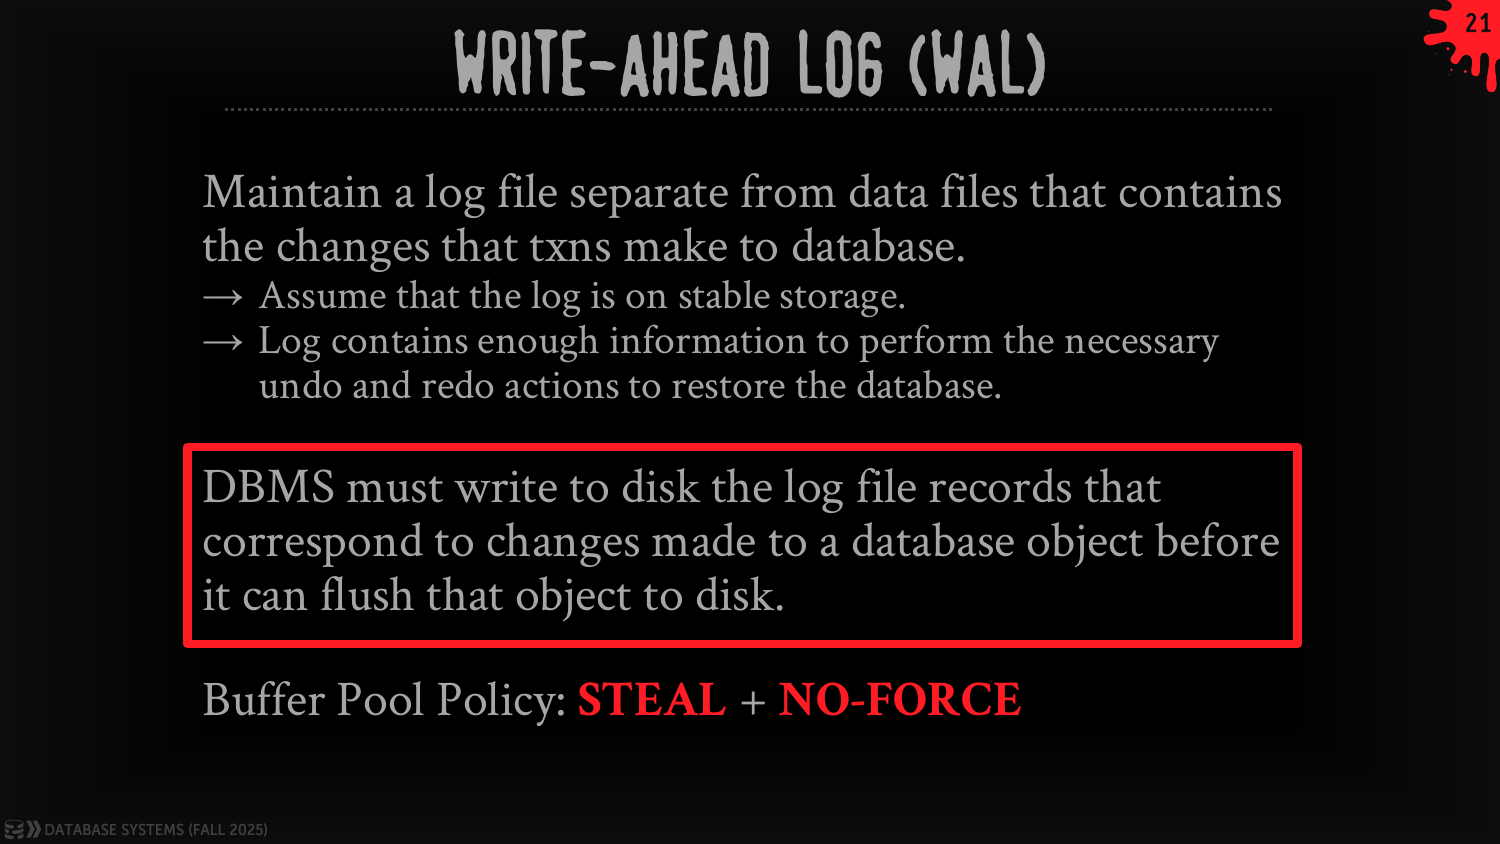 21
WRITE-AHEAD LOG (WAL)
Maintain a log file separate from data files that contains
the changes that txns make to database.
→ Assume that the log is on stable storage.
→ Log contains enough information to perform the necessary
undo and redo actions to restore the database.
DBMS must write to disk the log file records that
correspond to changes made to a database object before
it can flush that object to disk.
Buffer Pool Policy: STEAL + NO-FORCE
DATABASE SYSTEMS (FALL 2025)